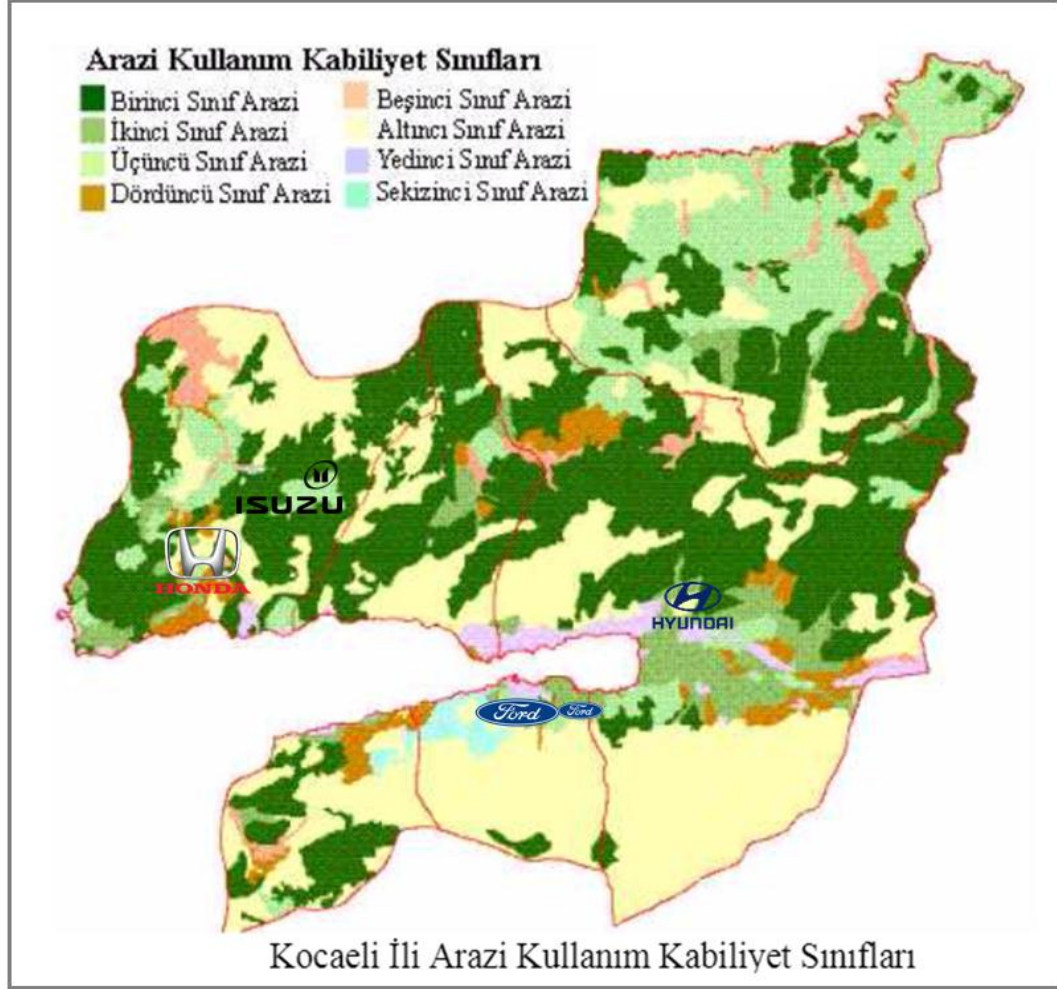 Arazi Kullanım Kabiliyet Sınıfları
Birinci Sınıf Arazi
İkinci Sınıf Arazi
Üçüncü Sınıf Arazi
Dördüncü Sınıf Arazi
Beşinci Sınıf Arazi
Altıncı Sınıf Arazi
Yedinci Sınıf Arazi
Sekizinci Sınıf Arazi
ISUZU
HONDA
HYUNDAI
Ford
Ford
Kocaeli İli Arazi Kullanım Kabiliyet Sınıfları